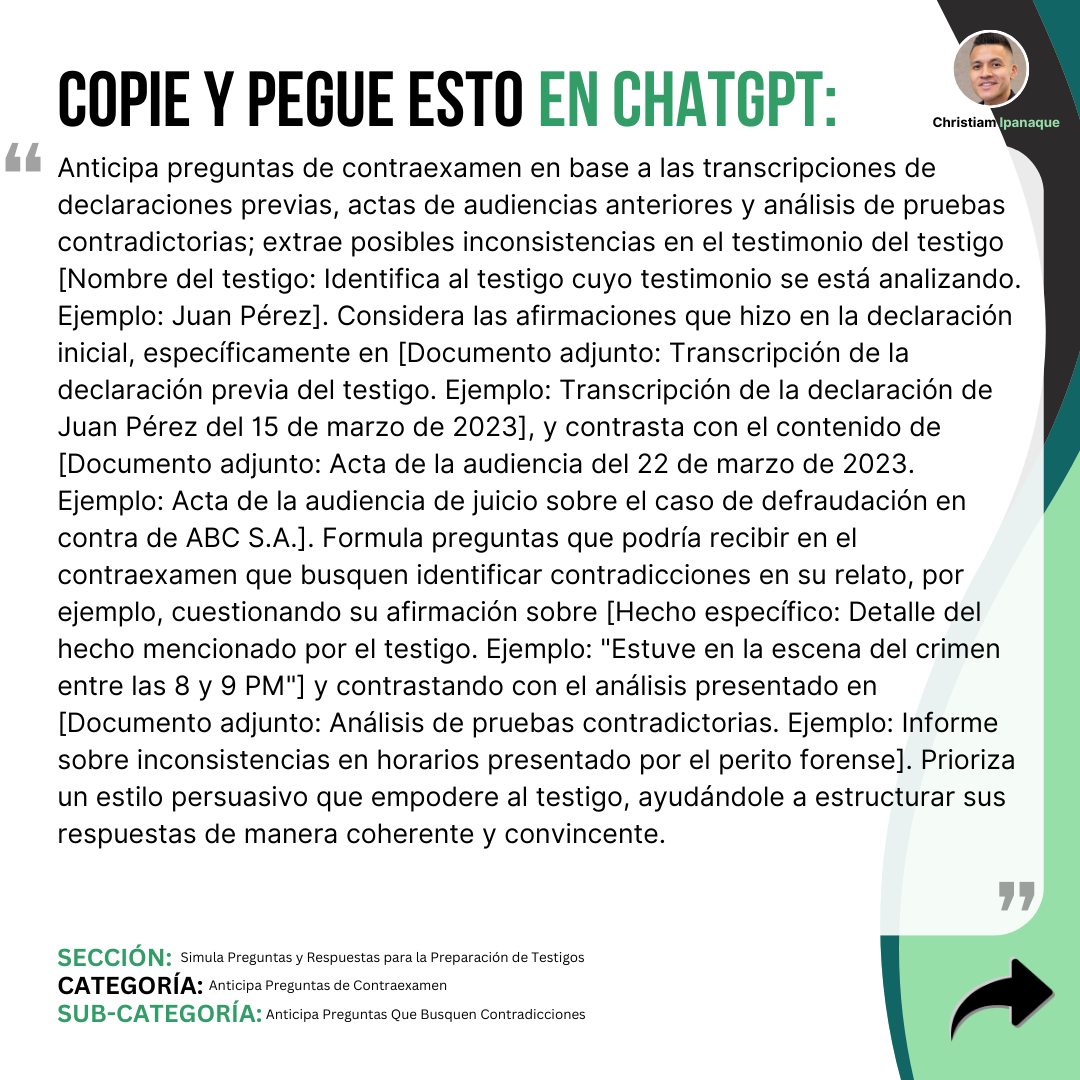 COPIE Y PEGUE ESTO EN CHATGPT:
Christiam Ipanaque
“
Anticipa preguntas de contraexamen en base a las transcripciones de
declaraciones previas, actas de audiencias anteriores y análisis de pruebas
contradictorias; extrae posibles inconsistencias en el testimonio del testigo
[Nombre del testigo: Identifica al testigo cuyo testimonio se está analizando.
Ejemplo: Juan Pérez]. Considera las afirmaciones que hizo en la declaración
inicial, específicamente en [Documento adjunto: Transcripción de la
declaración previa del testigo. Ejemplo: Transcripción de la declaración de
Juan Pérez del 15 de marzo de 2023], y contrasta con el contenido de
[Documento adjunto: Acta de la audiencia del 22 de marzo de 2023.
Ejemplo: Acta de la audiencia de juicio sobre el caso de defraudación en
contra de ABC S.A.]. Formula preguntas que podría recibir en el
contraexamen que busquen identificar contradicciones en su relato, por
ejemplo, cuestionando su afirmación sobre [Hecho específico: Detalle del
hecho mencionado por el testigo. Ejemplo: "Estuve en la escena del crimen
entre las 8 y 9 PM"] y contrastando con el análisis presentado en
[Documento adjunto: Análisis de pruebas contradictorias. Ejemplo: Informe
sobre inconsistencias en horarios presentado por el perito forense]. Prioriza
un estilo persuasivo que empodere al testigo, ayudándole a estructurar sus
respuestas de manera coherente y convincente.
”
SECCIÓN: Simula Preguntas y Respuestas para la Preparación de Testigos
CATEGORÍA: Anticipa Preguntas de Contraexamen
SUB-CATEGORÍA: Anticipa Preguntas Que Busquen Contradicciones